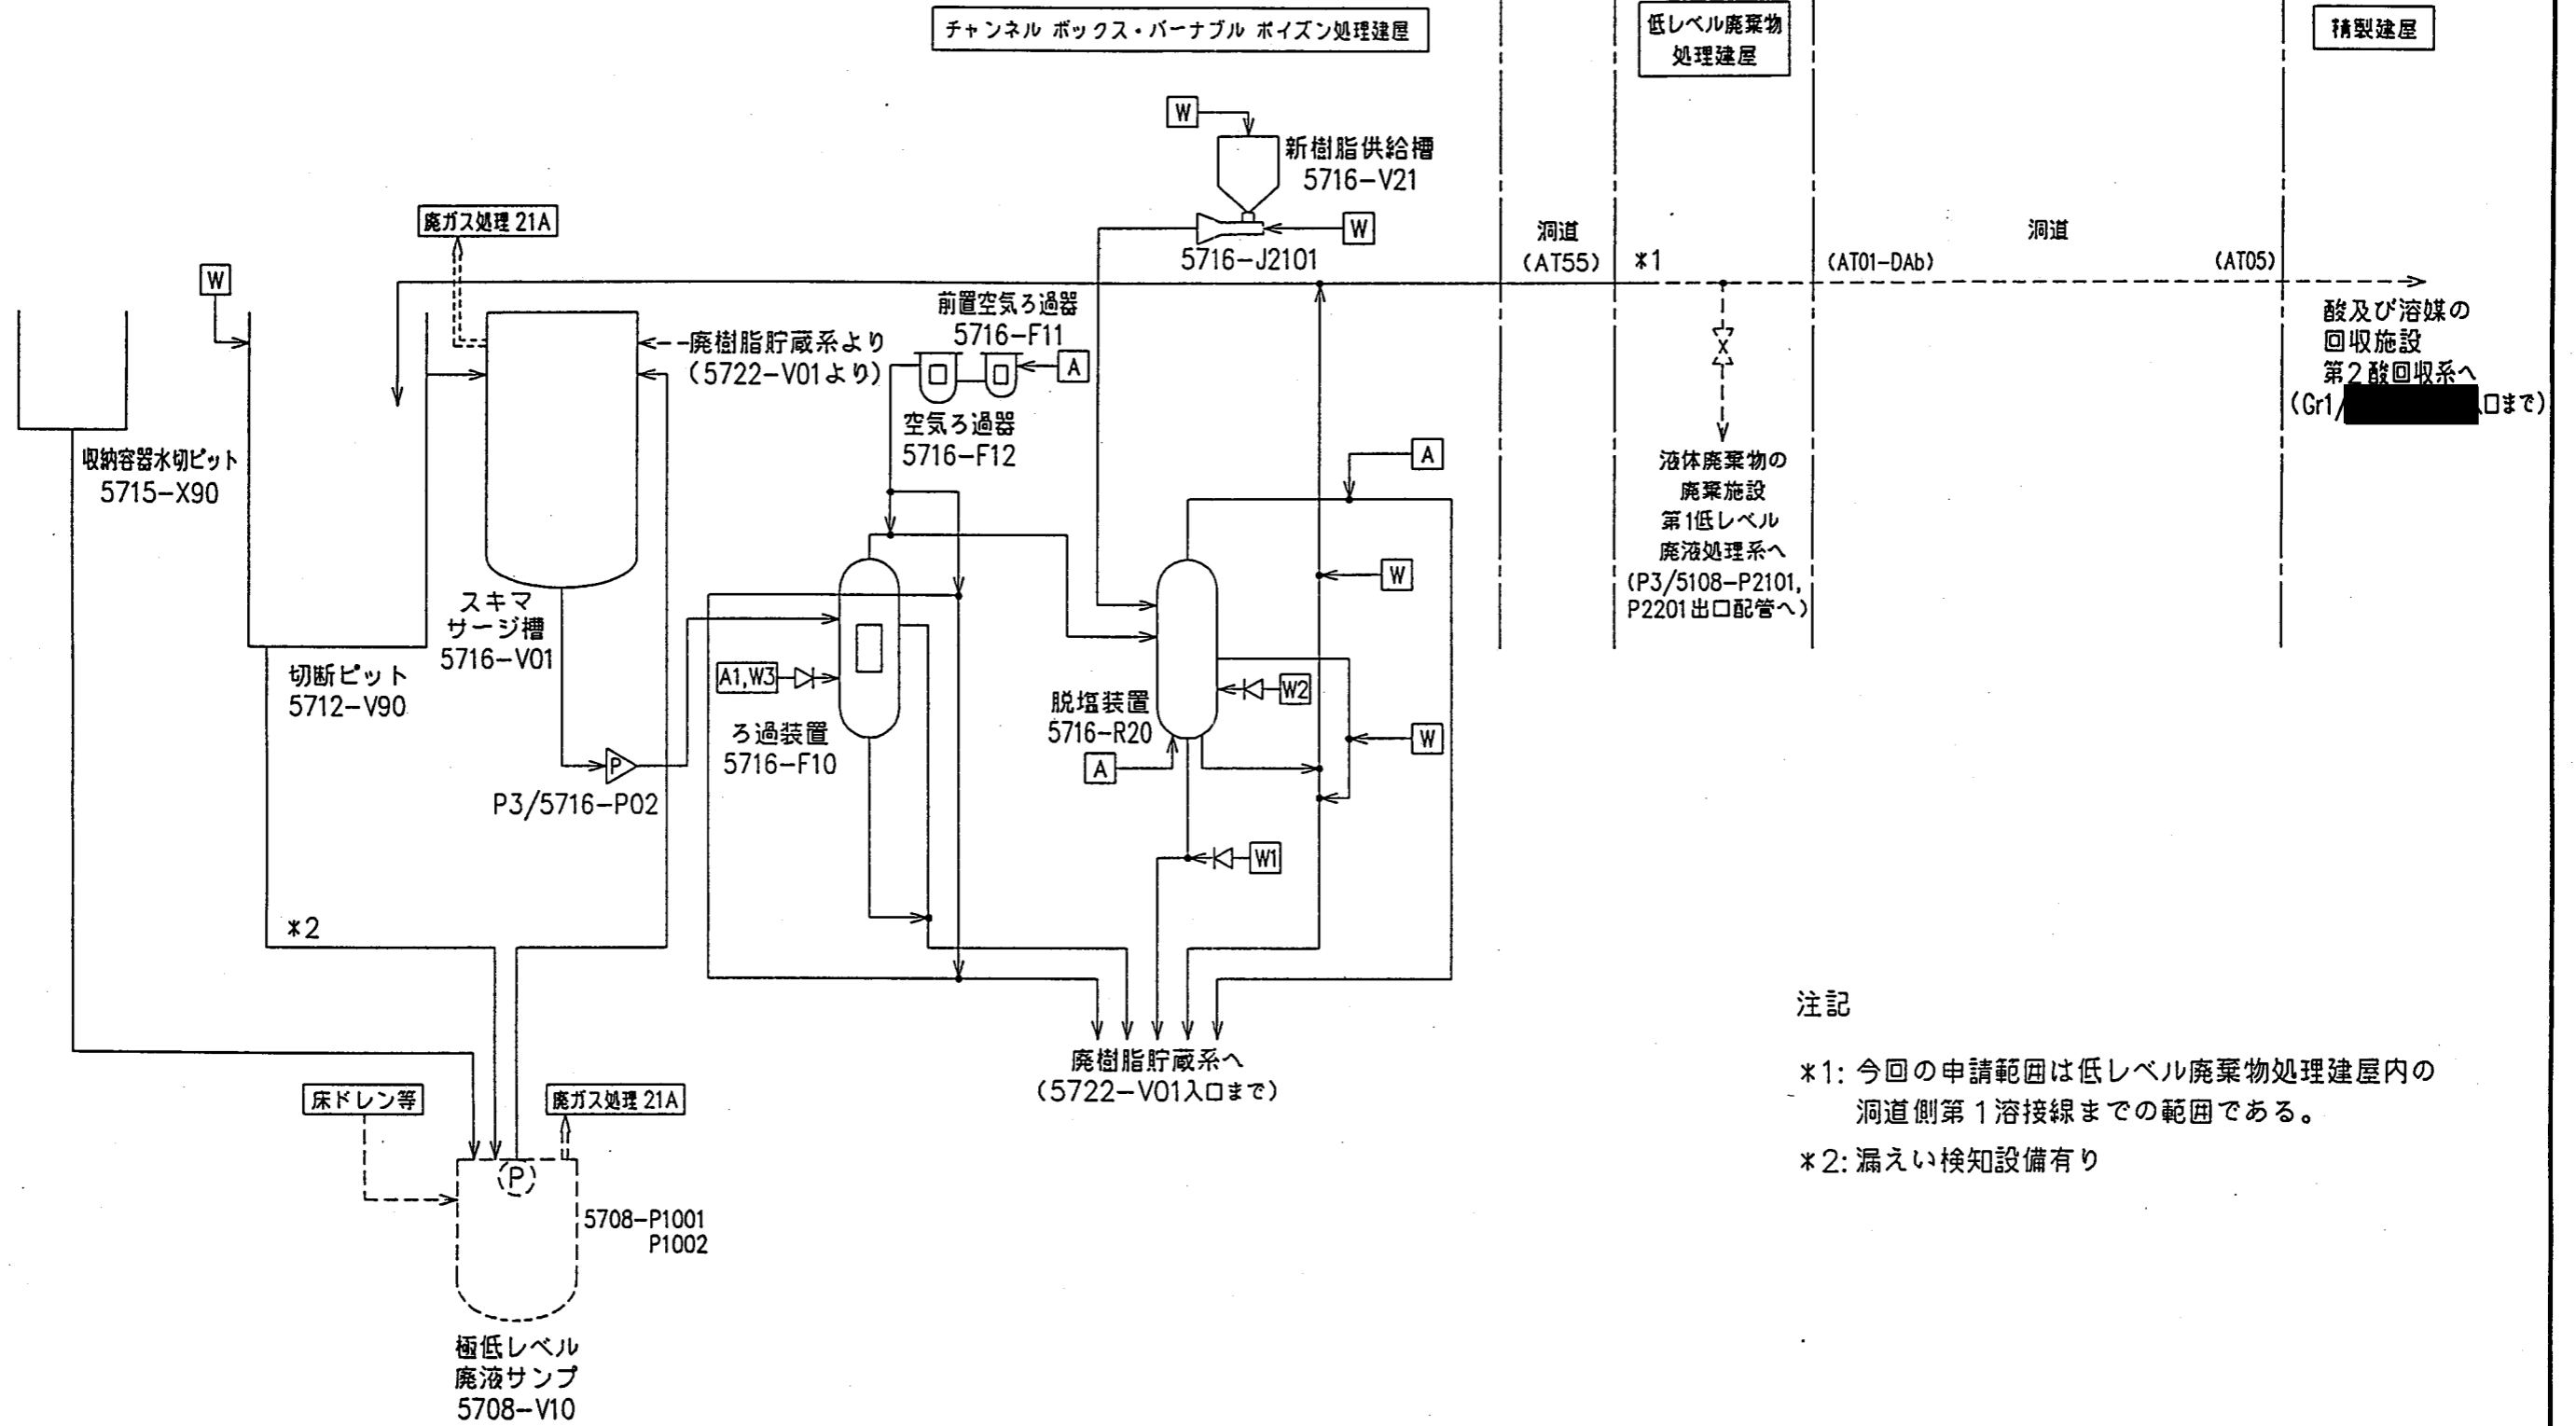 チャンネル ボックス・バーナブル ポイズン処理建屋
低レベル廃棄物
処理建屋
精製建屋
W
新樹脂供給槽
5716-V21
W
5716-J2101
廃ガス処理 21A
W
洞道
(AT55)
*1
洞道
(AT01-DAb)
(AT05)
前置空気ろ過器
5716-F11
A
空気ろ過器
5716-F12
廃樹脂貯蔵系より
(5722-V01より)
酸及び溶媒の
回収施設
第2酸回収系へ
(Gr1/
口まで)
収納容器水切ピット
5715-X90
A
液体廃棄物の
廃棄施設
第1低レベル
廃液処理系へ
(P3/5108-P2101,
P2201出口配管へ)
X
W
スキマ
サージ槽
5716-V01
切断ピット
5712-V90
A1,W3
ろ過装置
5716-F10
脱塩装置
5716-R20
W2
W
A
P
P3/5716-P02
W1
*2
廃樹脂貯蔵系へ
(5722-V01入口まで)
床ドレン等
廃ガス処理 21A
P
5708-P1001
P1002
極低レベル
廃液サンプ
5708-V10
注記
*1: 今回の申請範囲は低レベル廃棄物処理建屋内の
洞道側第1溶接線までの範囲である。
*2: 漏えい検知設備有り